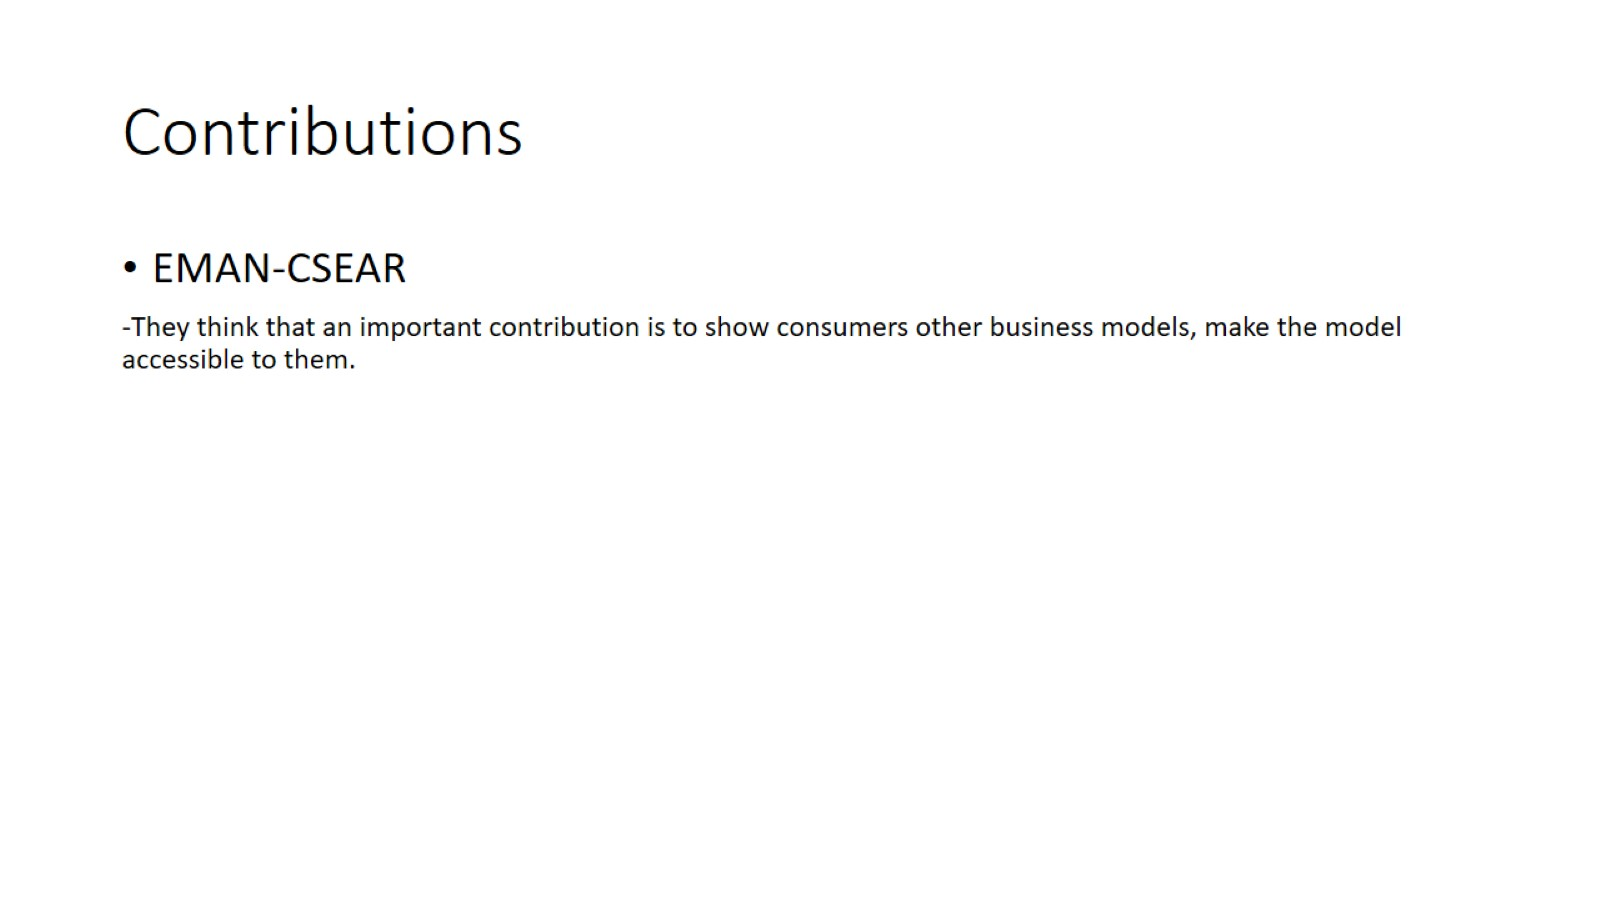 Contributions
• EMAN-CSEAR
-They think that an important contribution is to show consumers other business models, make the model
accessible to them.